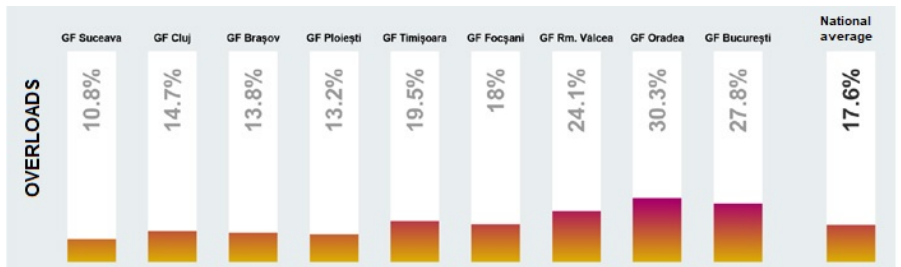 GF Suceava
GF Cluj
GF Brașov
GF Ploiești
GF Timișoara
GF Focșani
GF Rm. Valcea
GF Oradea
GF București
National
average
OVERLOADS
10.8%
14.7%
13.8%
13.2%
19.5%
18%
24.1%
30.3%
27.8%
17.6%